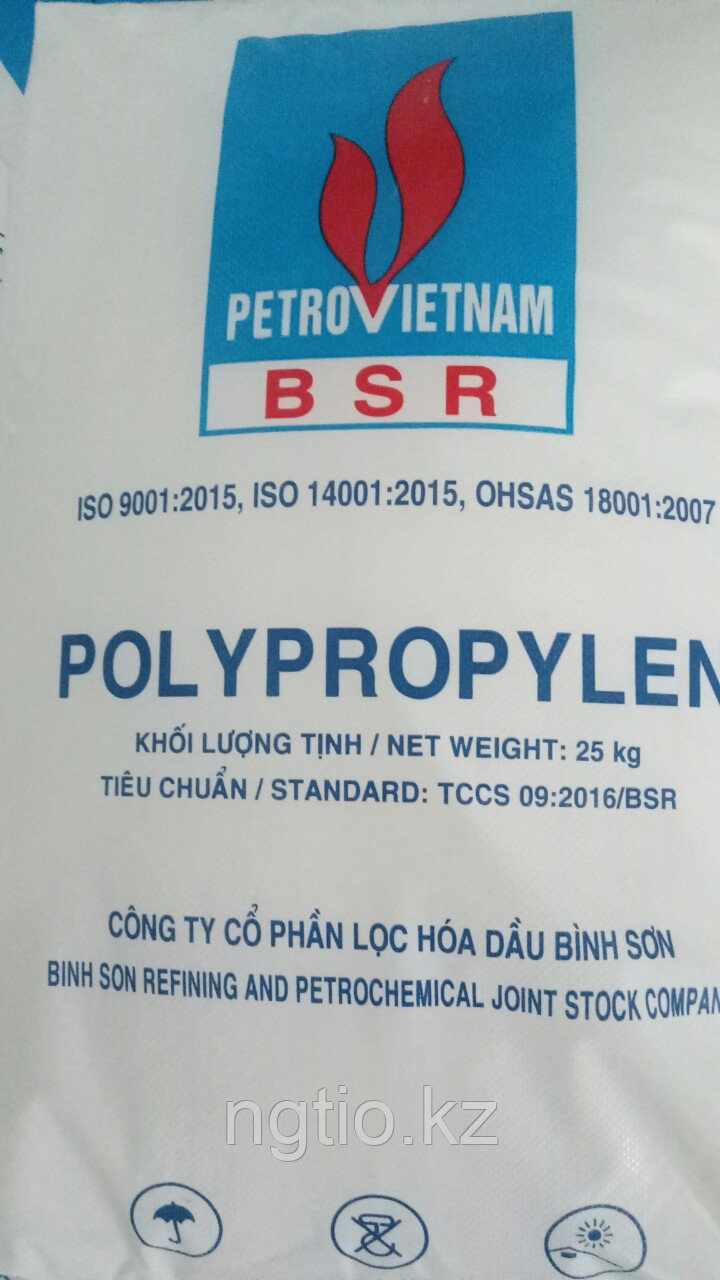 PETROVIETNAM
BSR
ISO 9001:2015, ISO 14001:2015, OHSAS 18001:2007
POLYPROPYLEN
KHỐI LƯỢNG TỊNH / NET WEIGHT: 25 kg
TIÊU CHUẨN / STANDARD: TCCS 09:2016/BSR
CÔNG TY CỔ PHẦN LỌC HÓA DẦU BÌNH SƠN
BINH SON REFINING AND PETROCHEMICAL JOINT STOCK COMPAN
ngtio.kz